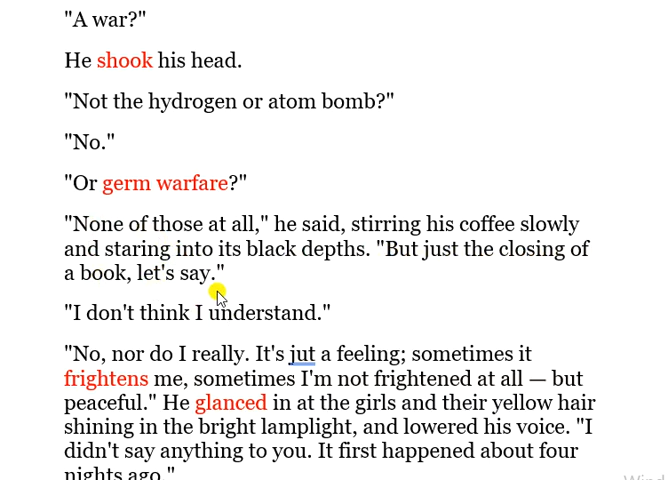 "A war?"
He shook his head.
"Not the hydrogen or atom bomb?"
"No."
"Or germ warfare?"
"None of those at all," he said, stirring his coffee slowly
and staring into its black depths. "But just the closing of
a book, let's say."
"I don't think I understand."
"No, nor do I really. It's jut a feeling; sometimes it
frightens me, sometimes I'm not frightened at all — but
peaceful." He glanced in at the girls and their yellow hair
shining in the bright lamplight, and lowered his voice. "I
didn't say anything to you. It first happened about four
nights ago."